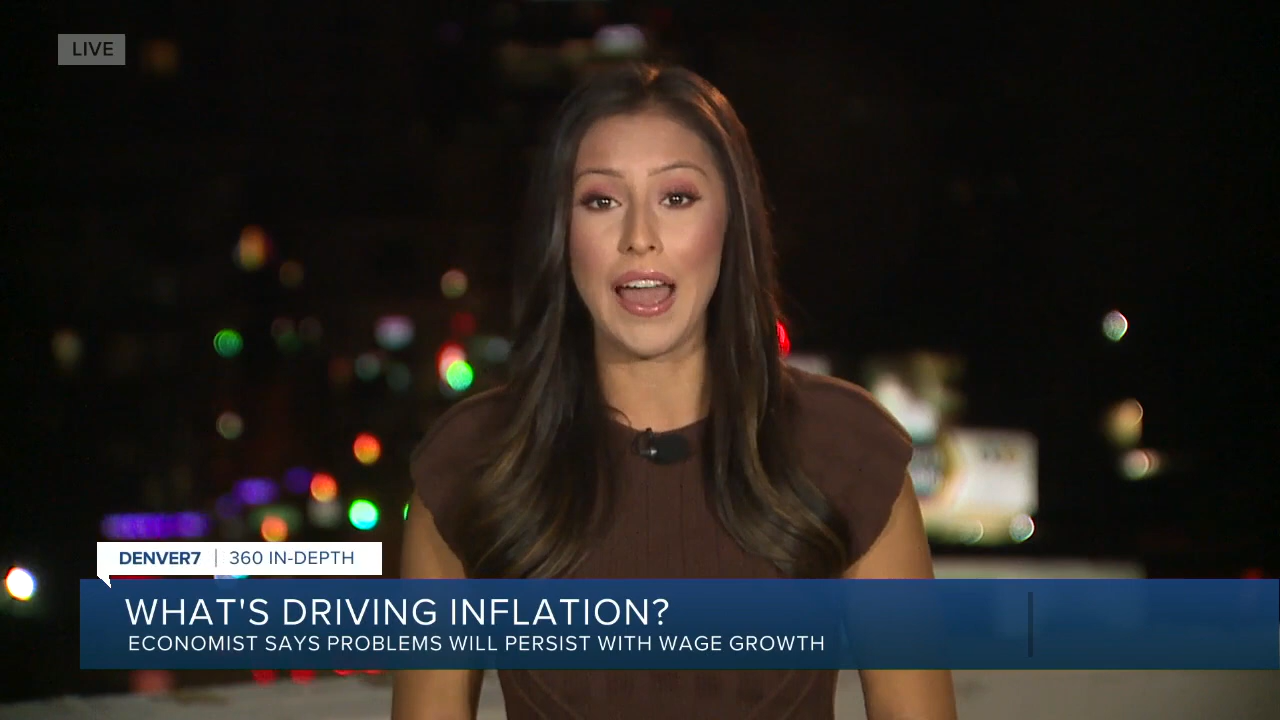 LIVE
DENVER7 | 360 IN-DEPTH
WHAT'S DRIVING INFLATION?
ECONOMIST SAYS PROBLEMS WILL PERSIST WITH WAGE GROWTH